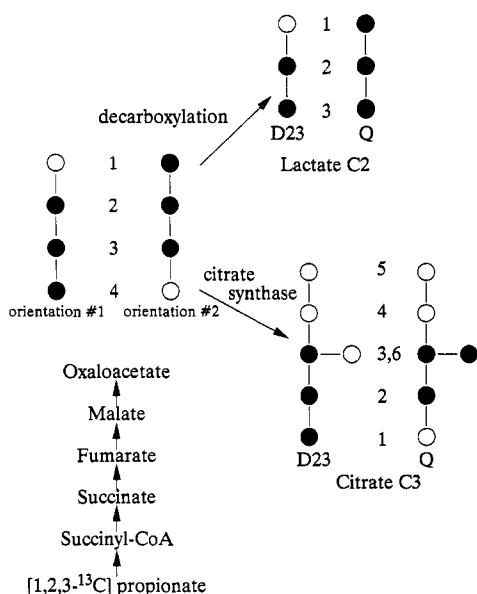 1
2
3
D23 Q
Lactate C2
decarboxylation
1
2
3
4
orientation #1 orientation #2
citrate
synthase
5
4
3,6
2
1
D23 Q
Citrate C3
Oxaloacetate
Malate
Fumarate
Succinate
Succinyl-CoA
[1,2,3-¹³C] propionate